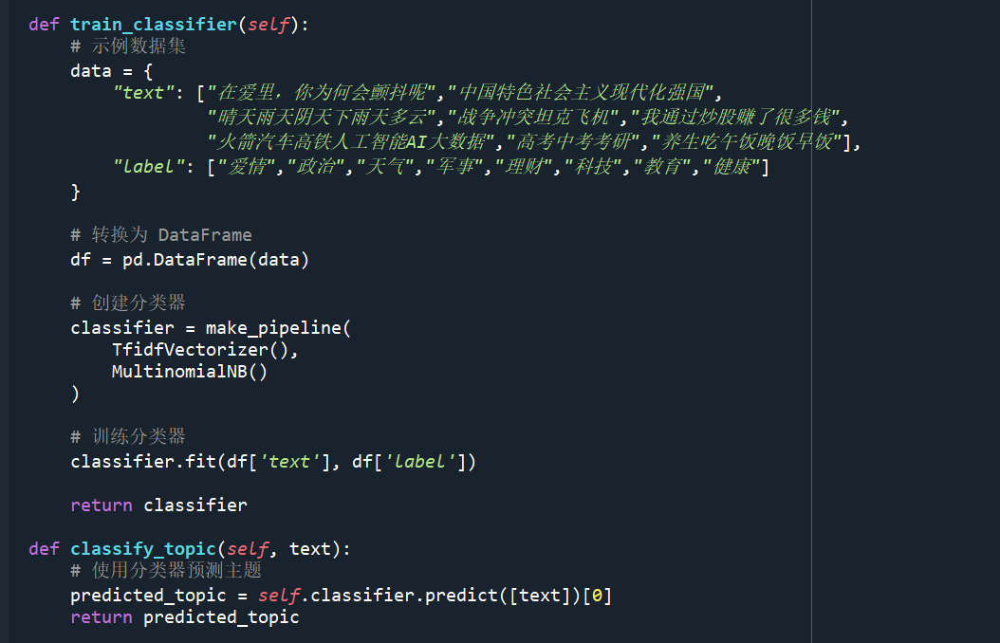 def train_classifier(self):
    # 示例数据集
    data = {
        "text": ["在爱里，你为何会颤抖呢","中国特色社会主义现代化强国",
                 "晴天雨天阴天下雨天多云","战争冲突坦克飞机","我通过炒股赚了很多钱",
                 "火箭汽车高铁人工智能AI大数据","高考中考考研","养生吃午饭晚饭早饭"],
        "label": ["爱情","政治","天气","军事","理财","科技","教育","健康"]
    }
    # 转换为 DataFrame
    df = pd.DataFrame(data)
    # 创建分类器
    classifier = make_pipeline(
        TfidfVectorizer(),
        MultinomialNB()
    )
    # 训练分类器
    classifier.fit(df['text'], df['label'])
    return classifier
def classify_topic(self, text):
    # 使用分类器预测主题
    predicted_topic = self.classifier.predict([text])[0]
    return predicted_topic